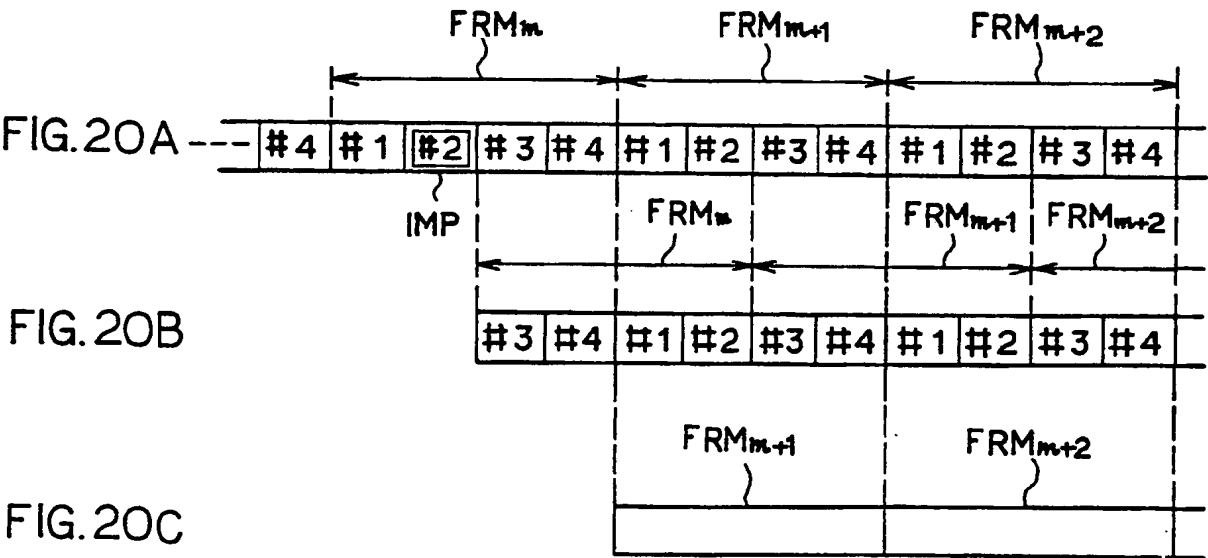 FRMm FRMm+1 FRMm+2
FIG.20A --- #4 #1 #2 #3 #4 #1 #2 #3 #4 #1 #2 #3 #4
IMP FRMm FRMm+1 FRMm+2
FIG.20B #3 #4 #1 #2 #3 #4 #1 #2 #3 #4
FRMm+1 FRMm+2
FIG.20C